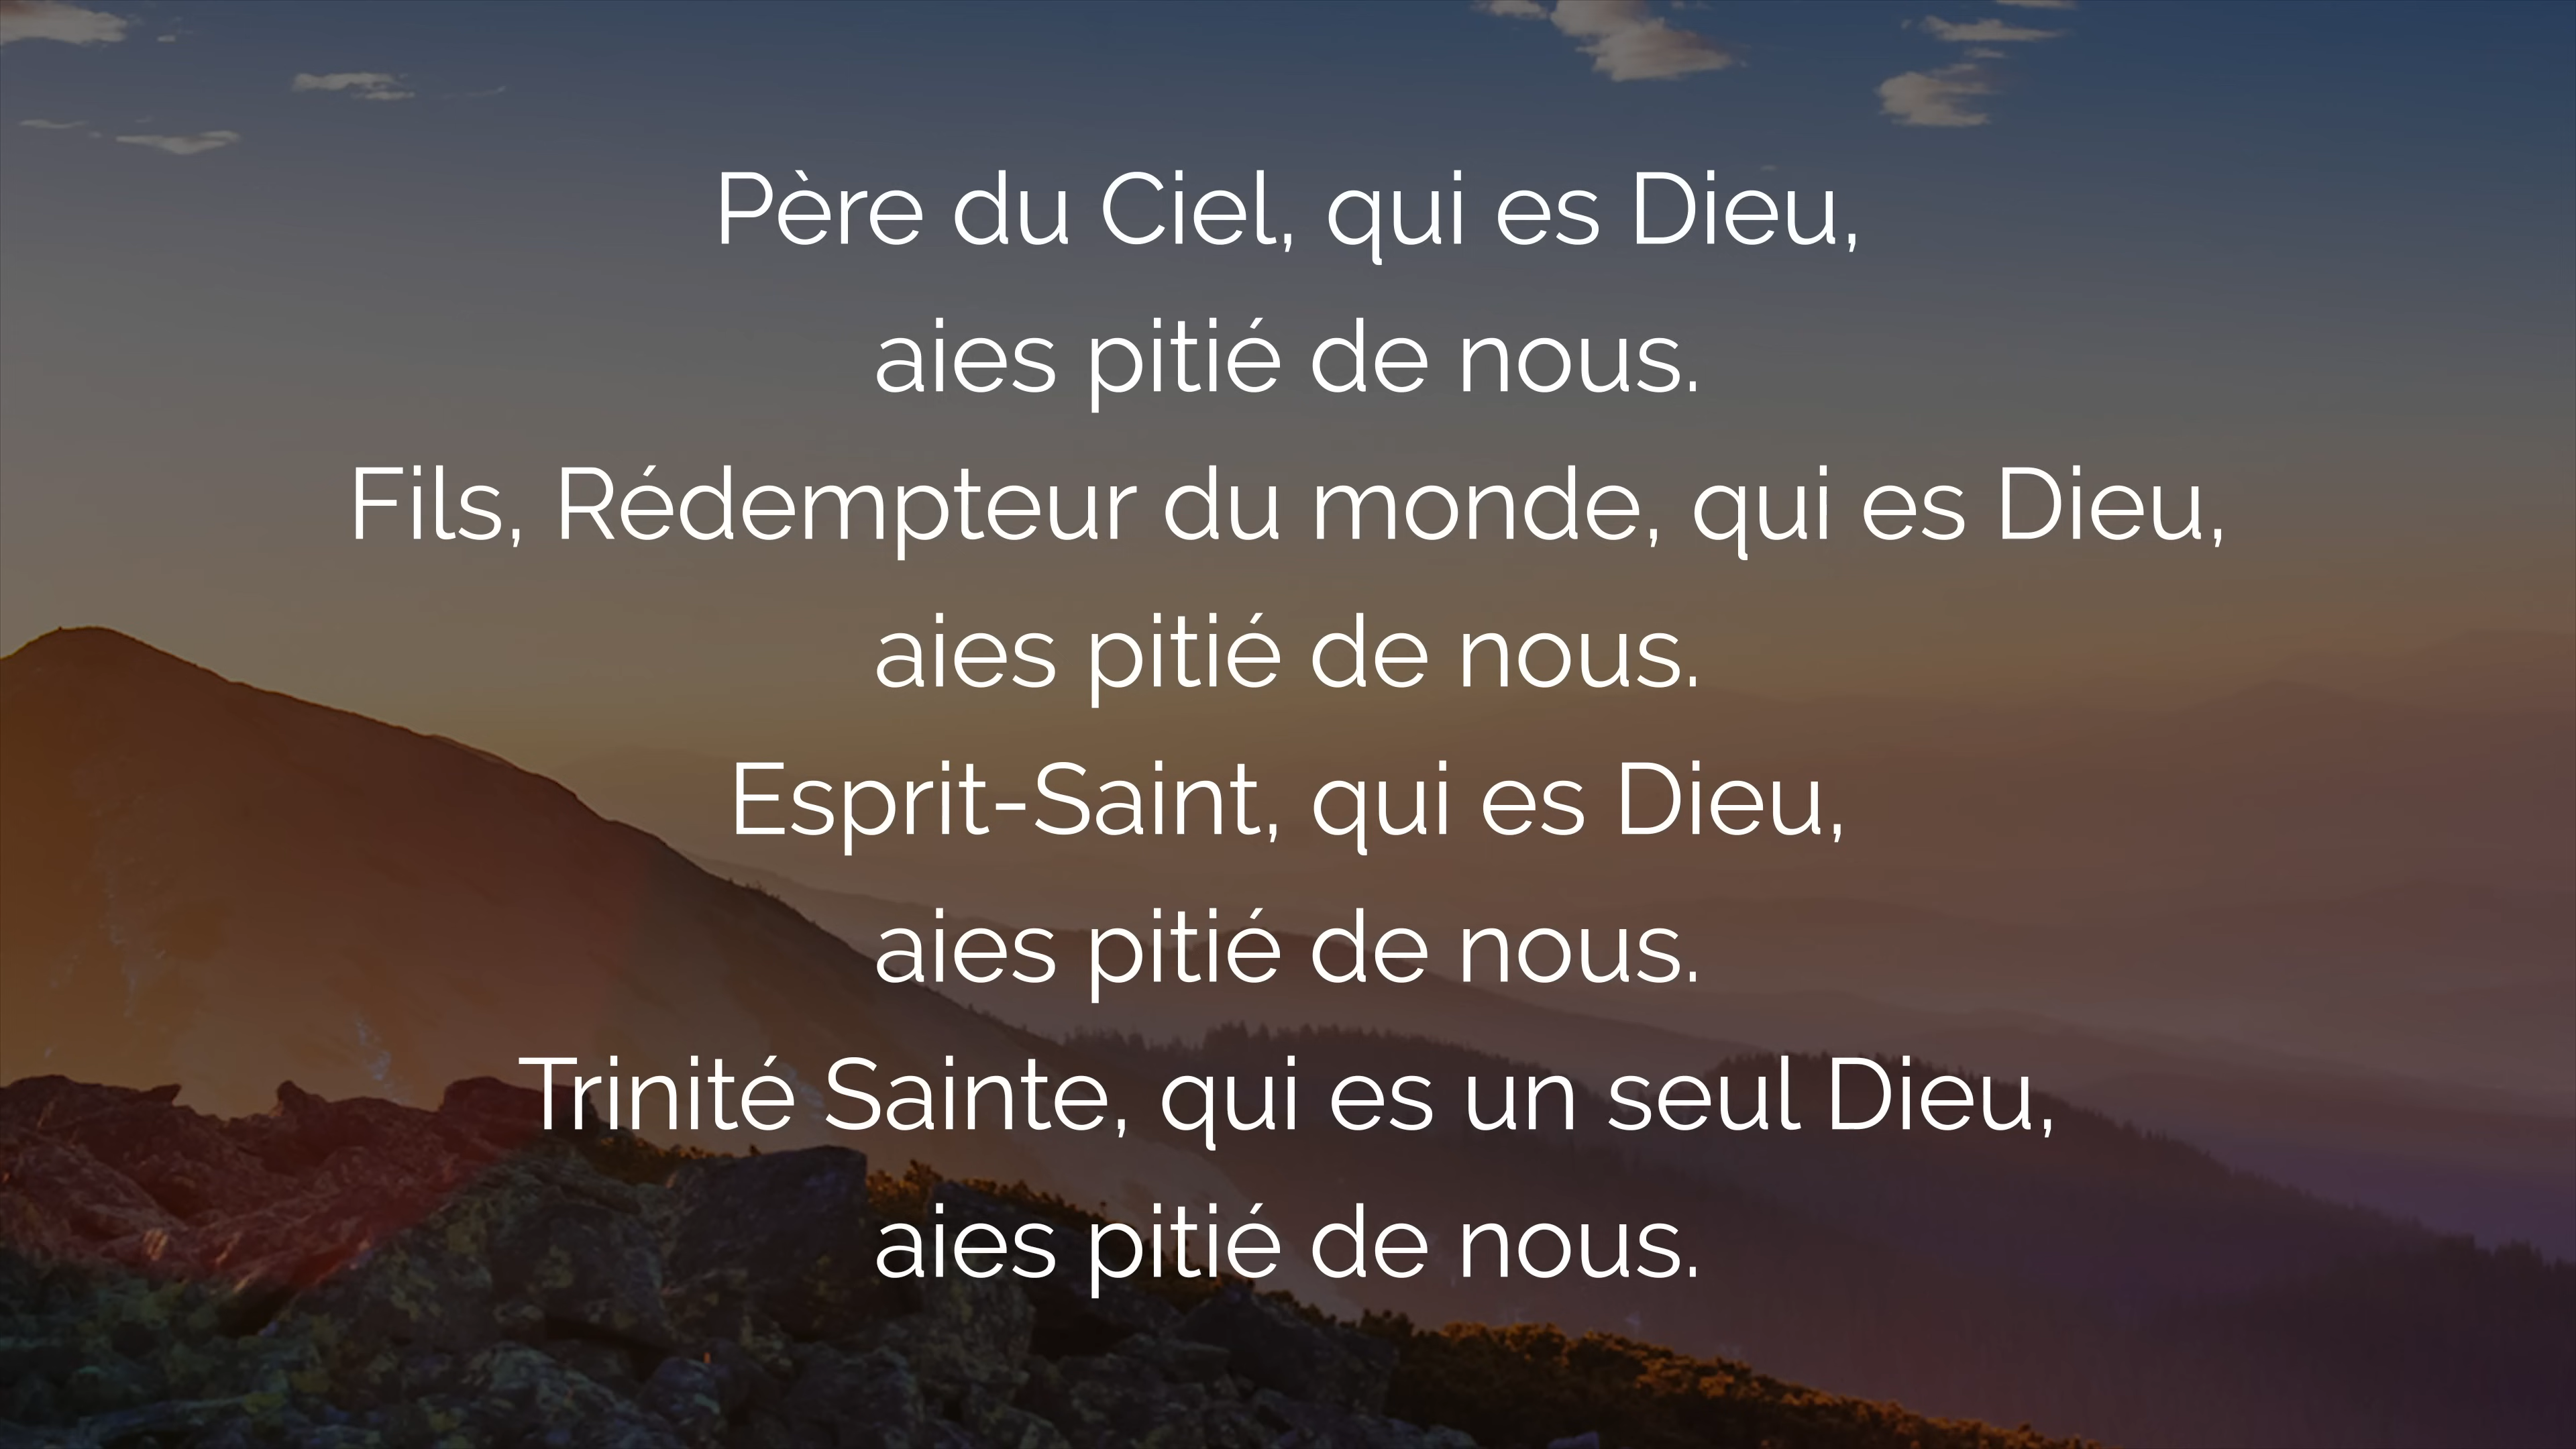 Père du Ciel, qui es Dieu,
aies pitié de nous.
Fils, Rédempteur du monde, qui es Dieu,
aies pitié de nous.
Esprit-Saint, qui es Dieu,
aies pitié de nous.
Trinité Sainte, qui es un seul Dieu,
aies pitié de nous.